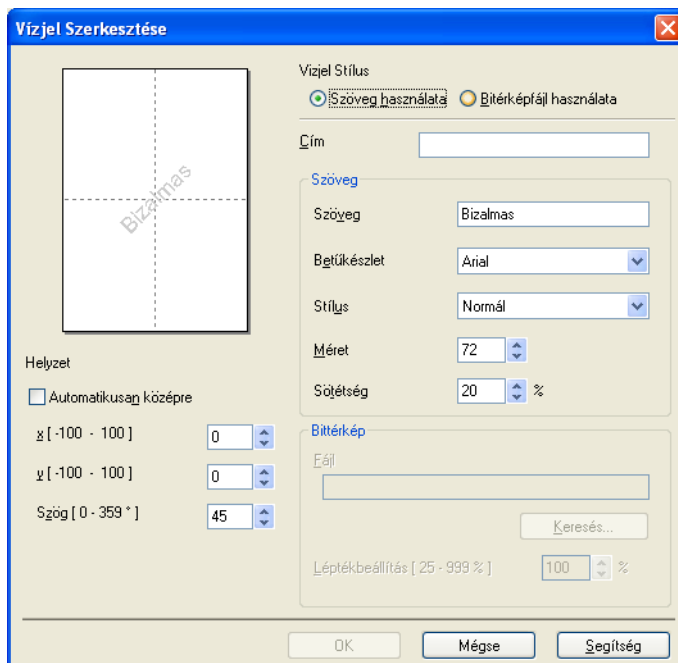 Vízjel Szerkesztése
Vizjel Stílus
Szöveg használata
Bitérképfájl használata
Cím
Bizalmas
Szöveg
Szöveg
Bizalmas
Betűkészlet
Arial
Stílus
Normál
Méret
72
Sötétség
20 %
Helyzet
Automatikusan középre
x [ -100 - 100 ]
0
y [ -100 - 100 ]
0
Szög [ 0 - 359 ° ]
45
Bittérkép
Fájl
Keresés...
Léptékbeállítás [ 25 - 999 % ]
100 %
OK
Mégse
Segítség